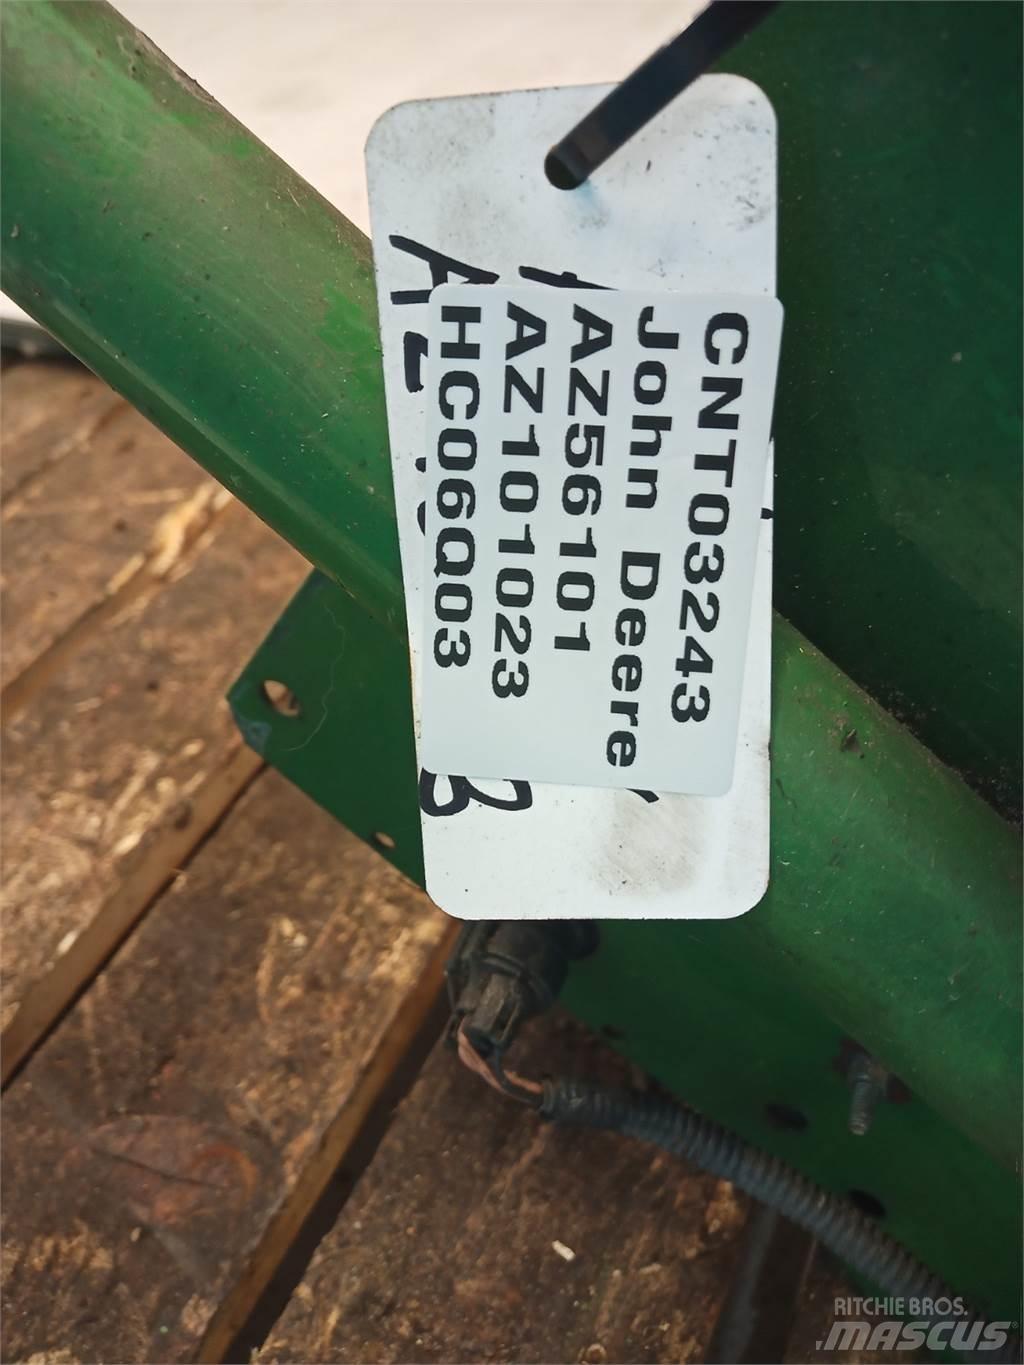 CNT03243
John Deere
AZ56101
AZ101023
HC06Q03
RITCHIE BROS.
MASCUS